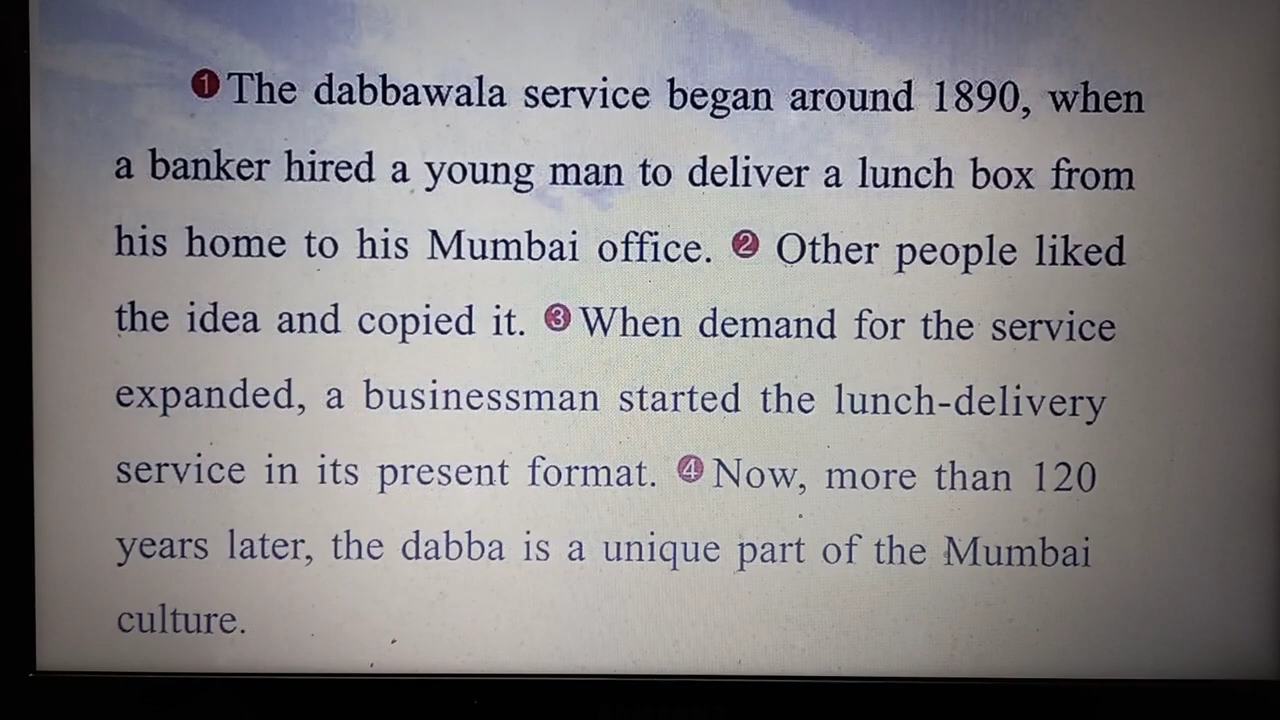 ❶The dabbawala service began around 1890, when
a banker hired a young man to deliver a lunch box from
his home to his Mumbai office. ❷ Other people liked
the idea and copied it. ❸When demand for the service
expanded, a businessman started the lunch-delivery
service in its present format. ❹Now, more than 120
years later, the dabba is a unique part of the Mumbai
culture.